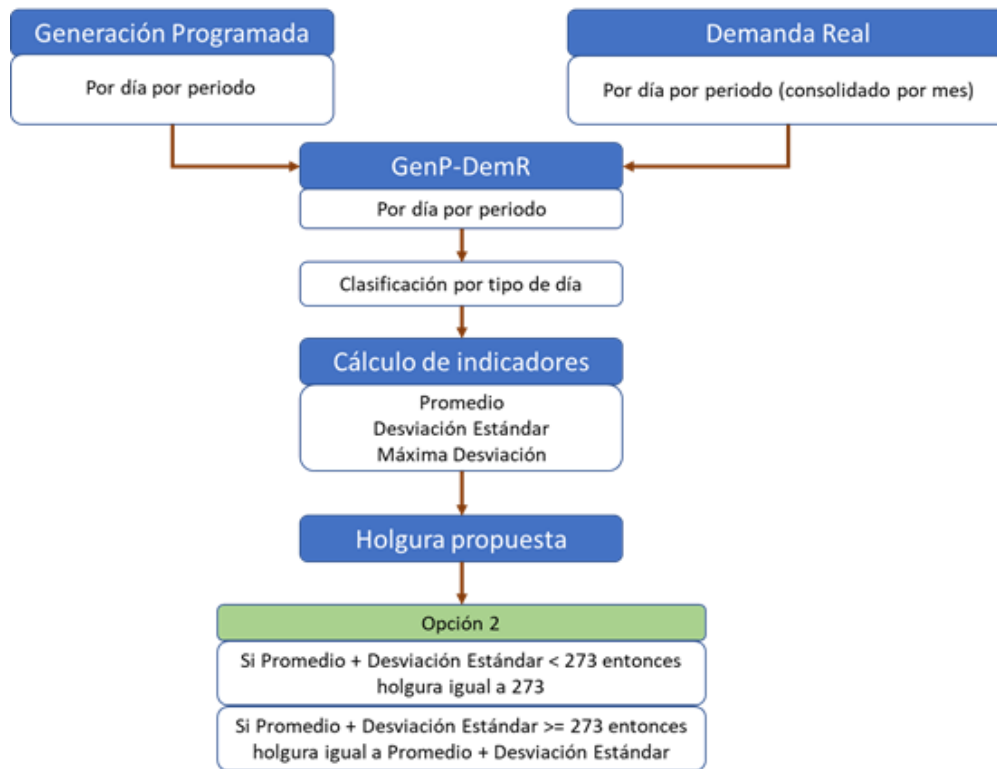 Generación Programada
Por día por periodo
Demanda Real
Por día por periodo (consolidado por mes)
GenP-DemR
Por día por periodo
Clasificación por tipo de día
Cálculo de indicadores
Promedio
Desviación Estándar
Máxima Desviación
Holgura propuesta
Opción 2
Si Promedio + Desviación Estándar < 273 entonces
holgura igual a 273
Si Promedio + Desviación Estándar >= 273 entonces
holgura igual a Promedio + Desviación Estándar